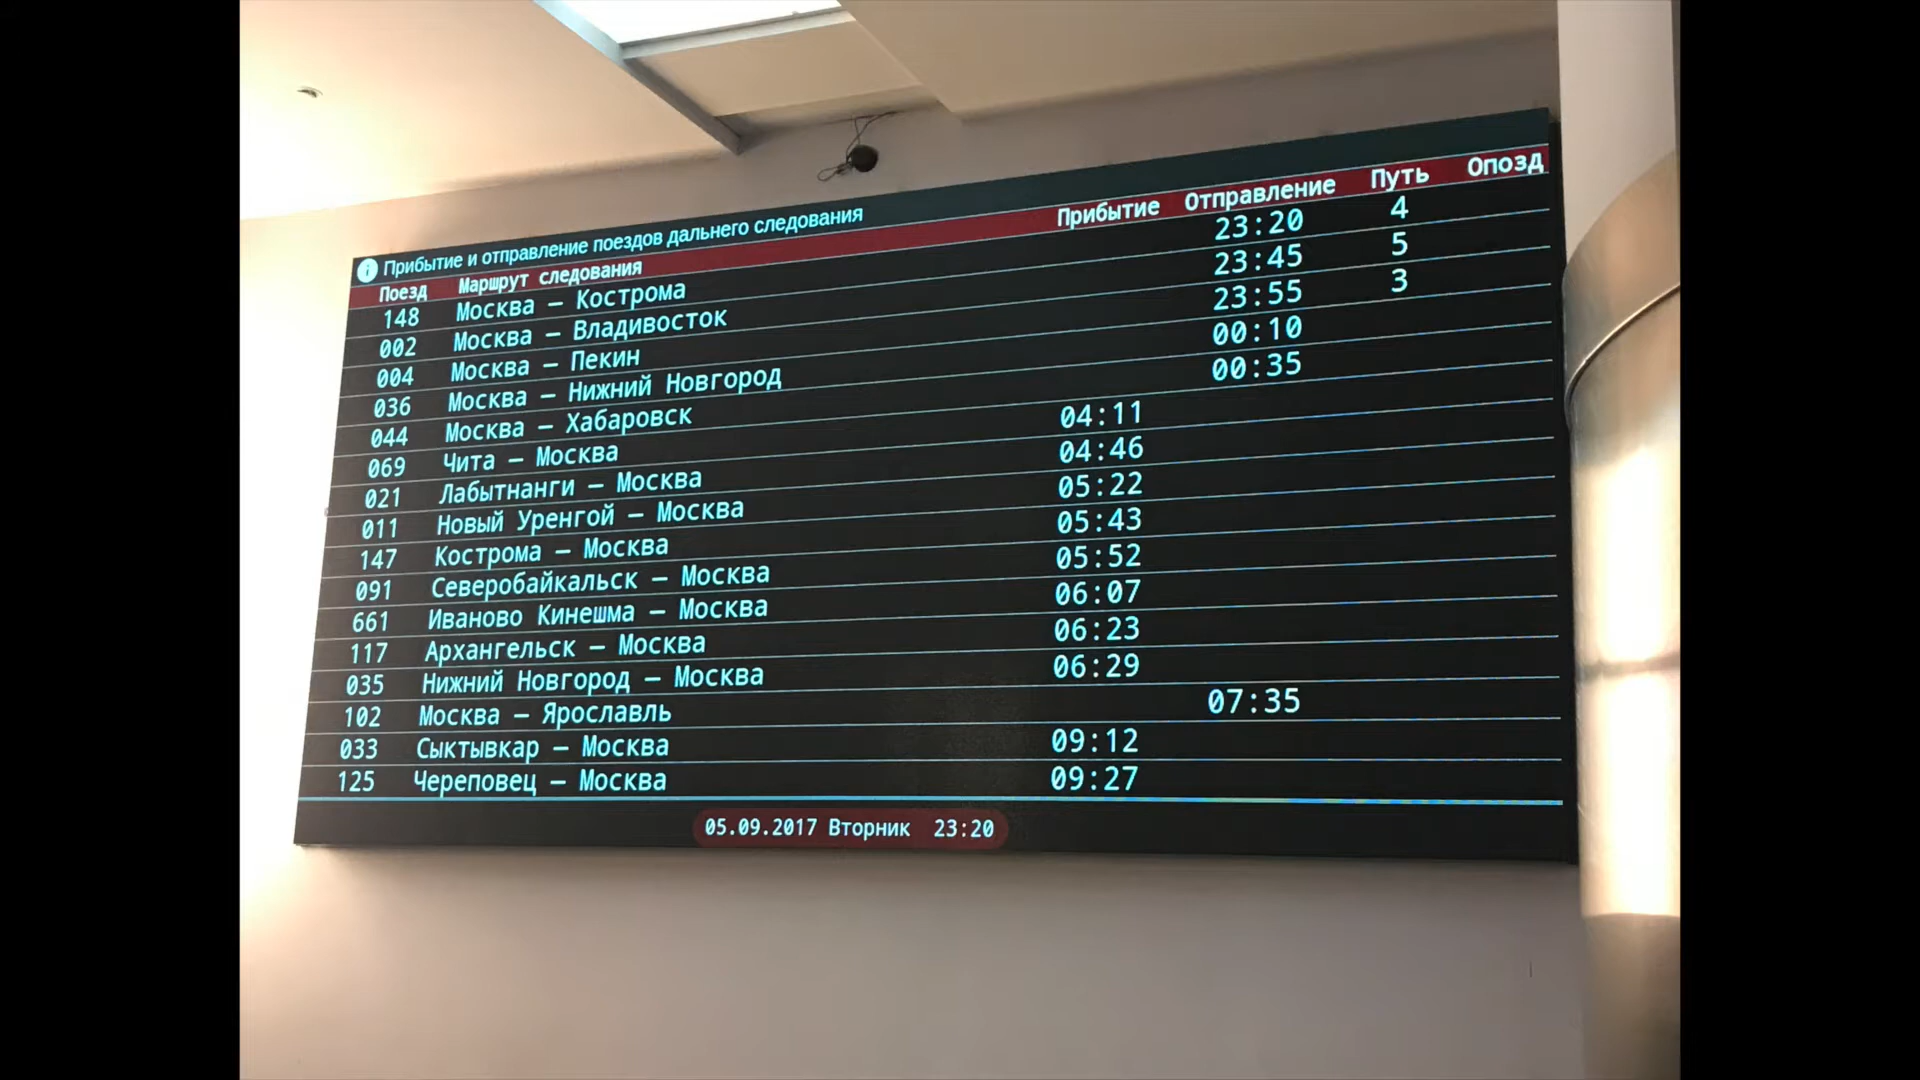 i Прибытие и отправление поездов дальнего следования
Поезд Маршрут следования Прибытие Отправление Путь Опозд
148 Москва – Кострома 23:20 4
002 Москва – Владивосток 23:45 5
004 Москва – Пекин 23:55 3
036 Москва – Нижний Новгород 00:10
044 Москва – Хабаровск 00:35
069 Чита – Москва 04:11
021 Лабытнанги – Москва 04:46
011 Новый Уренгой – Москва 05:22
147 Кострома – Москва 05:43
091 Северобайкальск – Москва 05:52
661 Иваново Кинешма – Москва 06:07
117 Архангельск – Москва 06:23
035 Нижний Новгород – Москва 06:29
102 Москва – Ярославль 07:35
033 Сыктывкар – Москва 09:12
125 Череповец – Москва 09:27
05.09.2017 Вторник 23:20